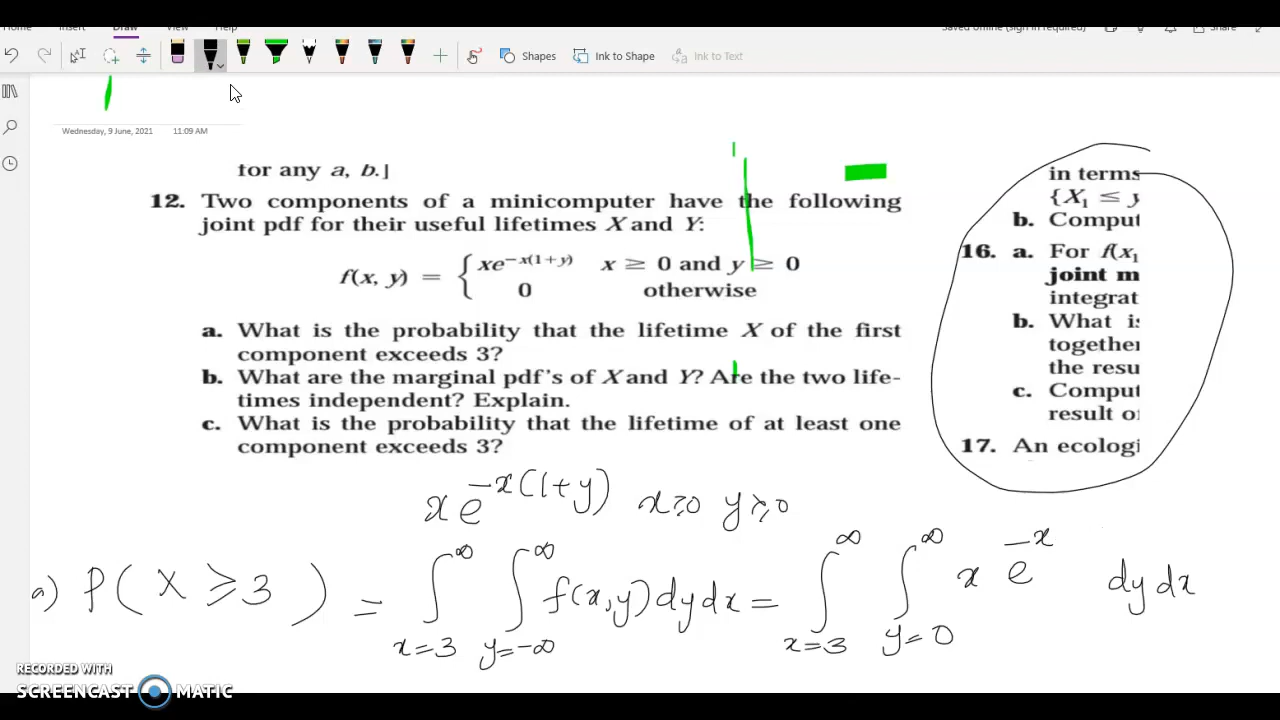 Home Insert Draw View Help
Saved offline (Sign in required) Share
Shapes Ink to Shape Ink to Text
Wednesday, 9 June, 2021 11:09 AM
for any a, b.]
12. Two components of a minicomputer have the following
joint pdf for their useful lifetimes X and Y:
f(x, y) = { xe^{-x(1+y)} x ≥ 0 and y ≥ 0
0 otherwise
a. What is the probability that the lifetime X of the first
component exceeds 3?
b. What are the marginal pdf's of X and Y? Are the two life-
times independent? Explain.
c. What is the probability that the lifetime of at least one
component exceeds 3?
in terms
{X₁ ≤ y
b. Comput
16. a. For f(x₁
joint m
integrat
b. What is
together
the resu
c. Comput
result o
17. An ecologi
x e^{-x(1+y)} x≥0 y≥0
a) P(X ≥ 3) = ∫_{x=3}^{∞} ∫_{y=-∞}^{∞} f(x,y) dy dx = ∫_{x=3}^{∞} ∫_{y=0}^{∞} x e^{-x} dy dx
RECORDED WITH
SCREENCAST MATIC